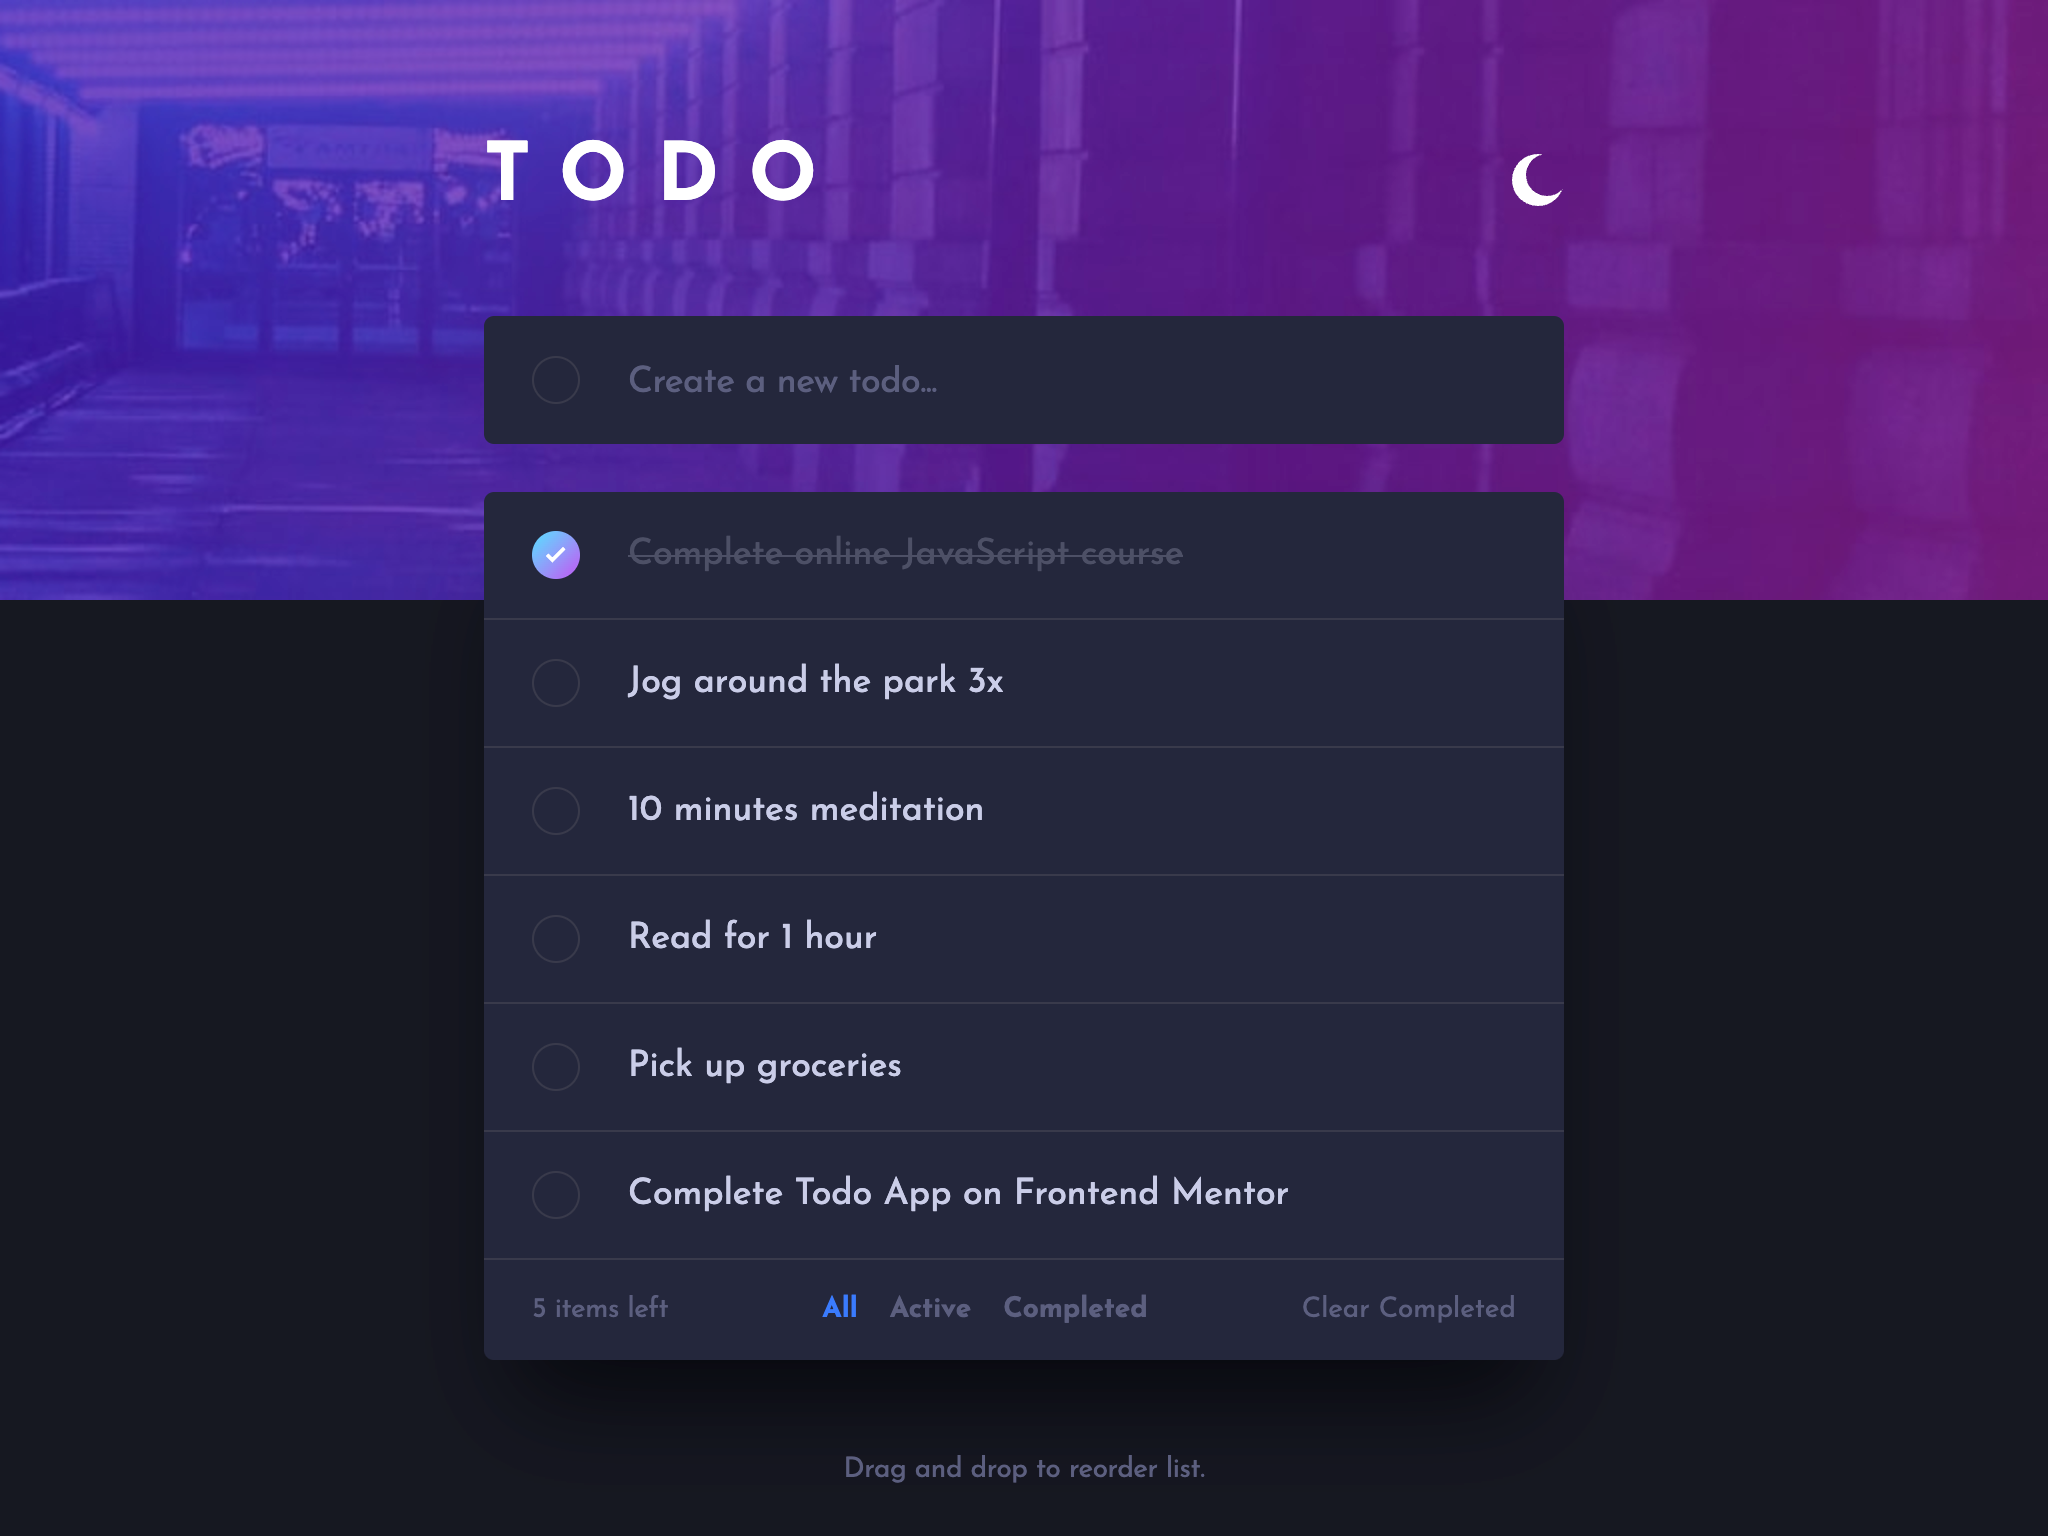 TODO
Create a new todo...
Complete online JavaScript course
Jog around the park 3x
10 minutes meditation
Read for 1 hour
Pick up groceries
Complete Todo App on Frontend Mentor
5 items left All Active Completed Clear Completed
Drag and drop to reorder list.